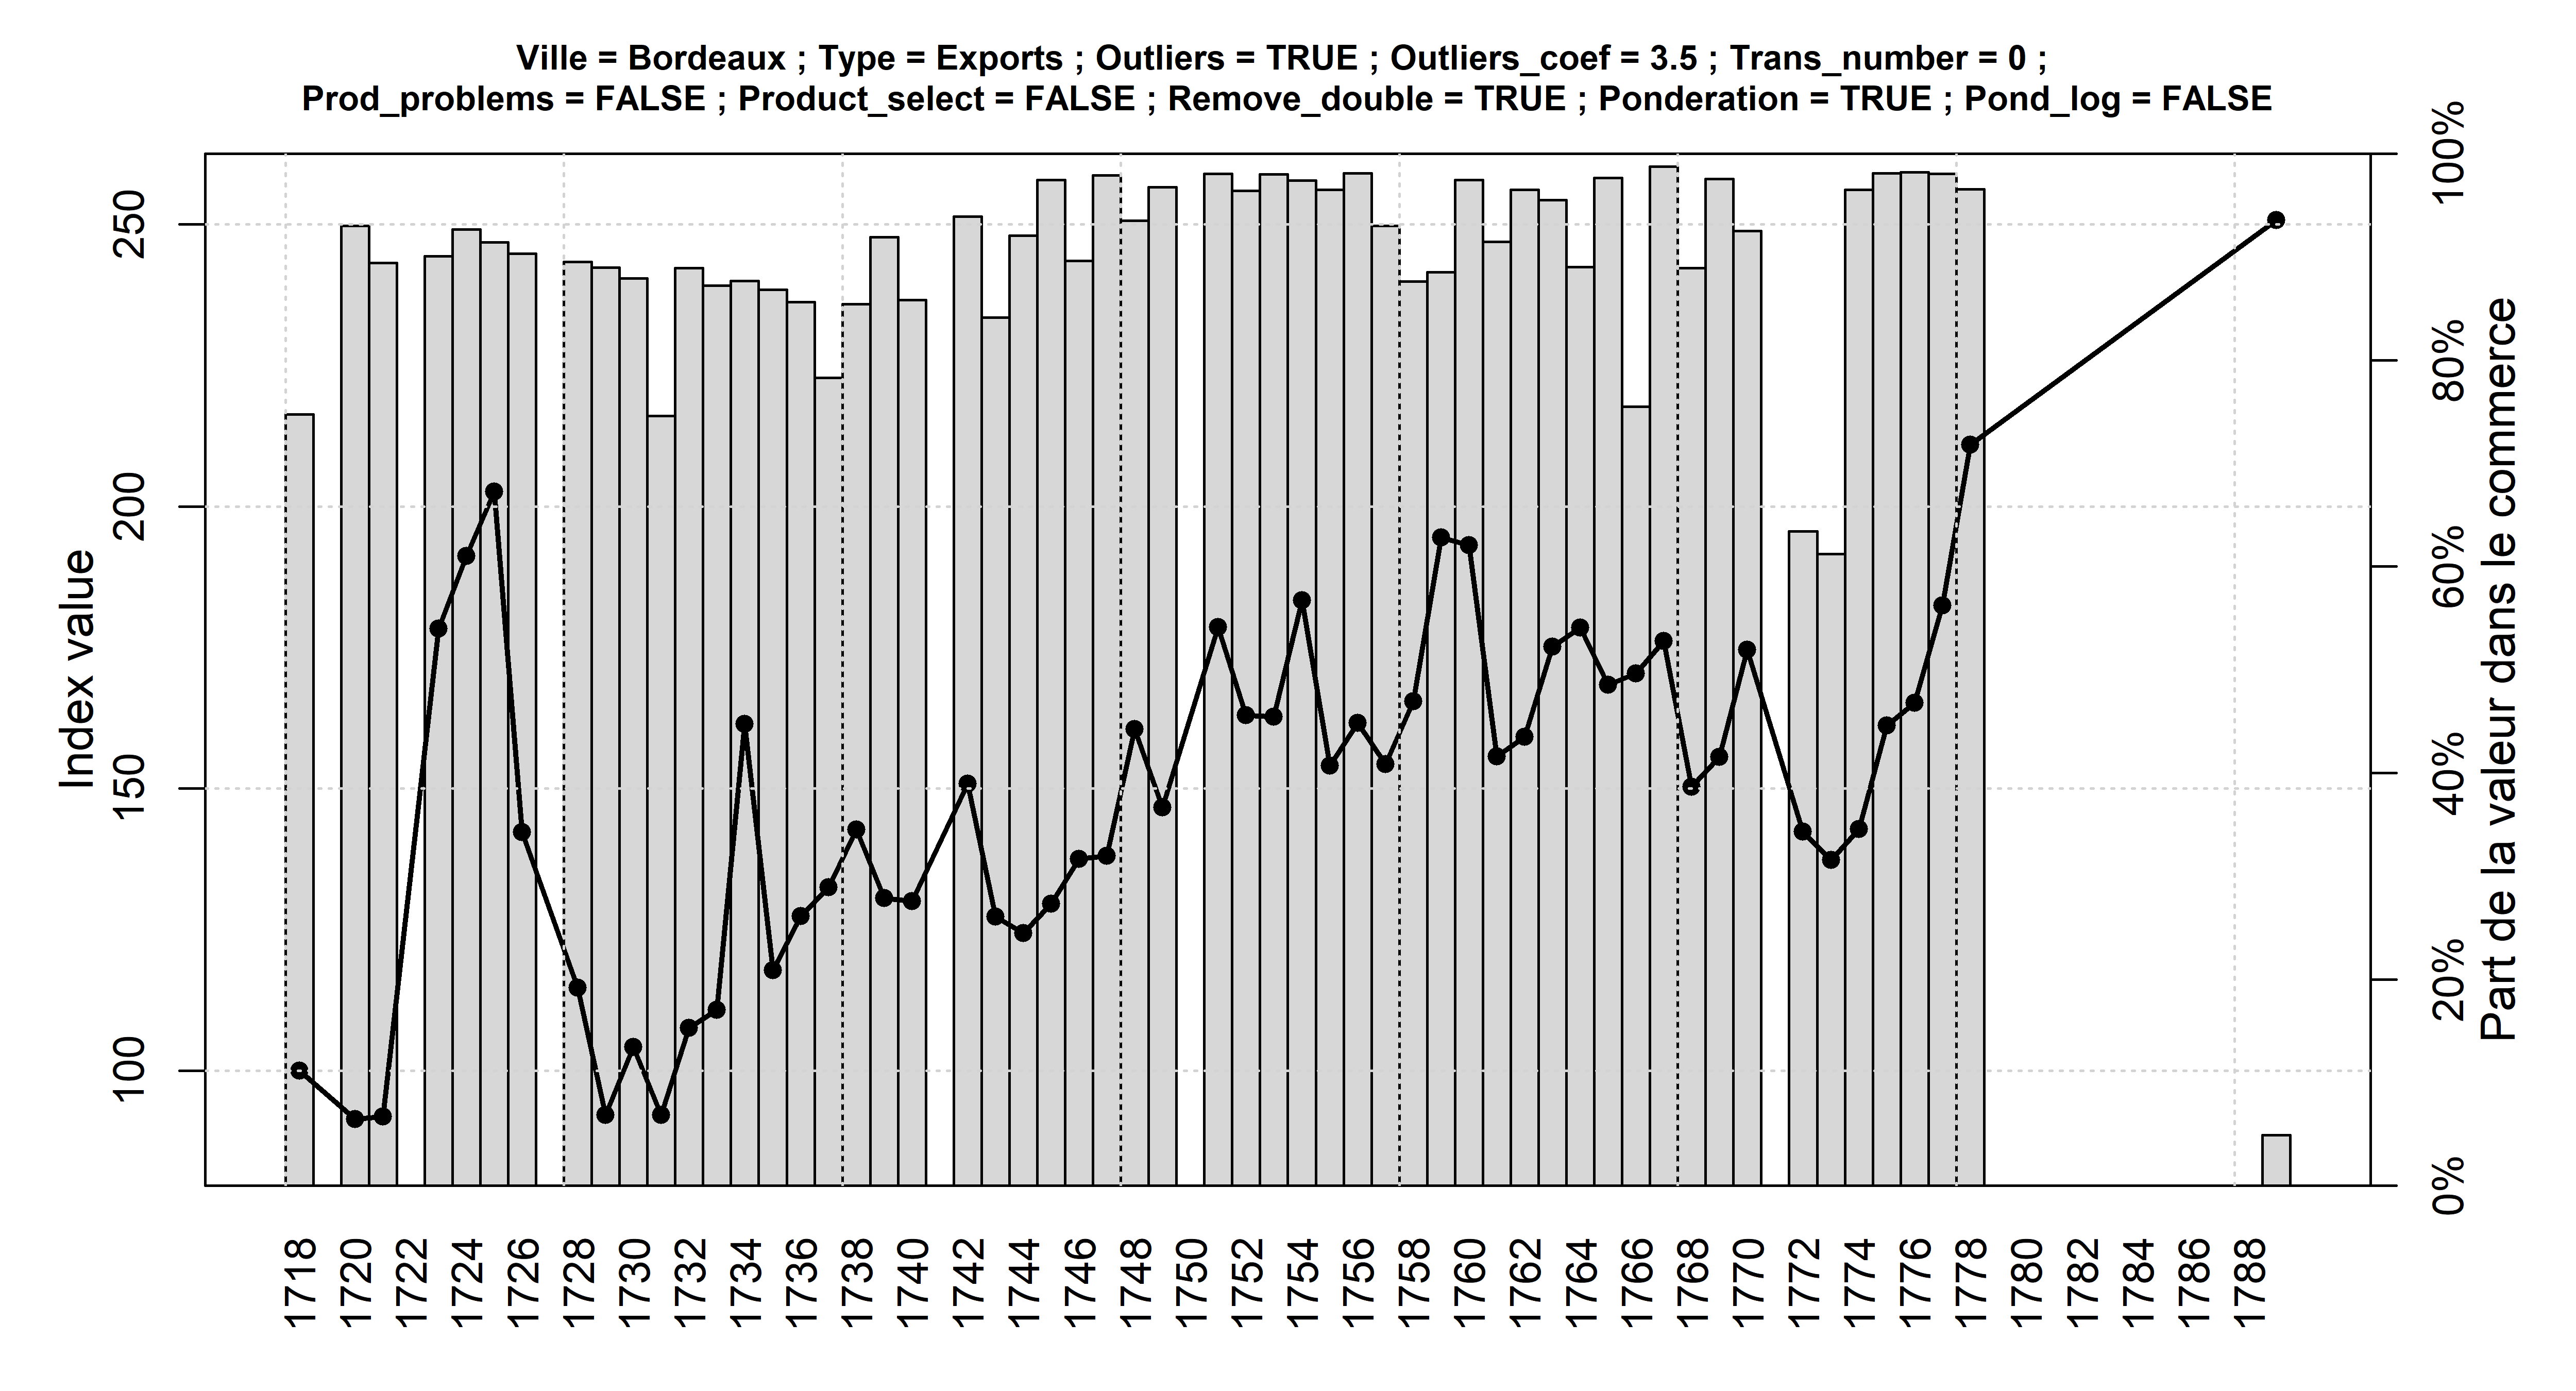 Ville = Bordeaux ; Type = Exports ; Outliers = TRUE ; Outliers_coef = 3.5 ; Trans_number = 0 ;
Prod_problems = FALSE ; Product_select = FALSE ; Remove_double = TRUE ; Ponderation = TRUE ; Pond_log = FALSE
Index value
250
200
150
100
100%
80%
60%
40%
20%
0%
Part de la valeur dans le commerce
1718 1720 1722 1724 1726 1728 1730 1732 1734 1736 1738 1740 1742 1744 1746 1748 1750 1752 1754 1756 1758 1760 1762 1764 1766 1768 1770 1772 1774 1776 1778 1780 1782 1784 1786 1788